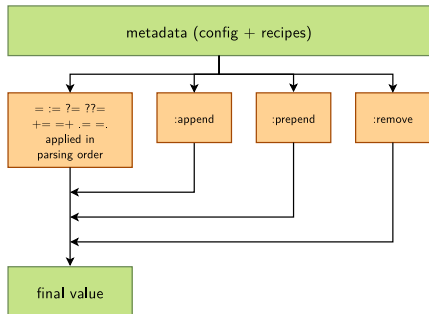 metadata (config + recipes)
= := ?= ??=
+= =+ .= =.
applied in
parsing order
:append
:prepend
:remove
final value